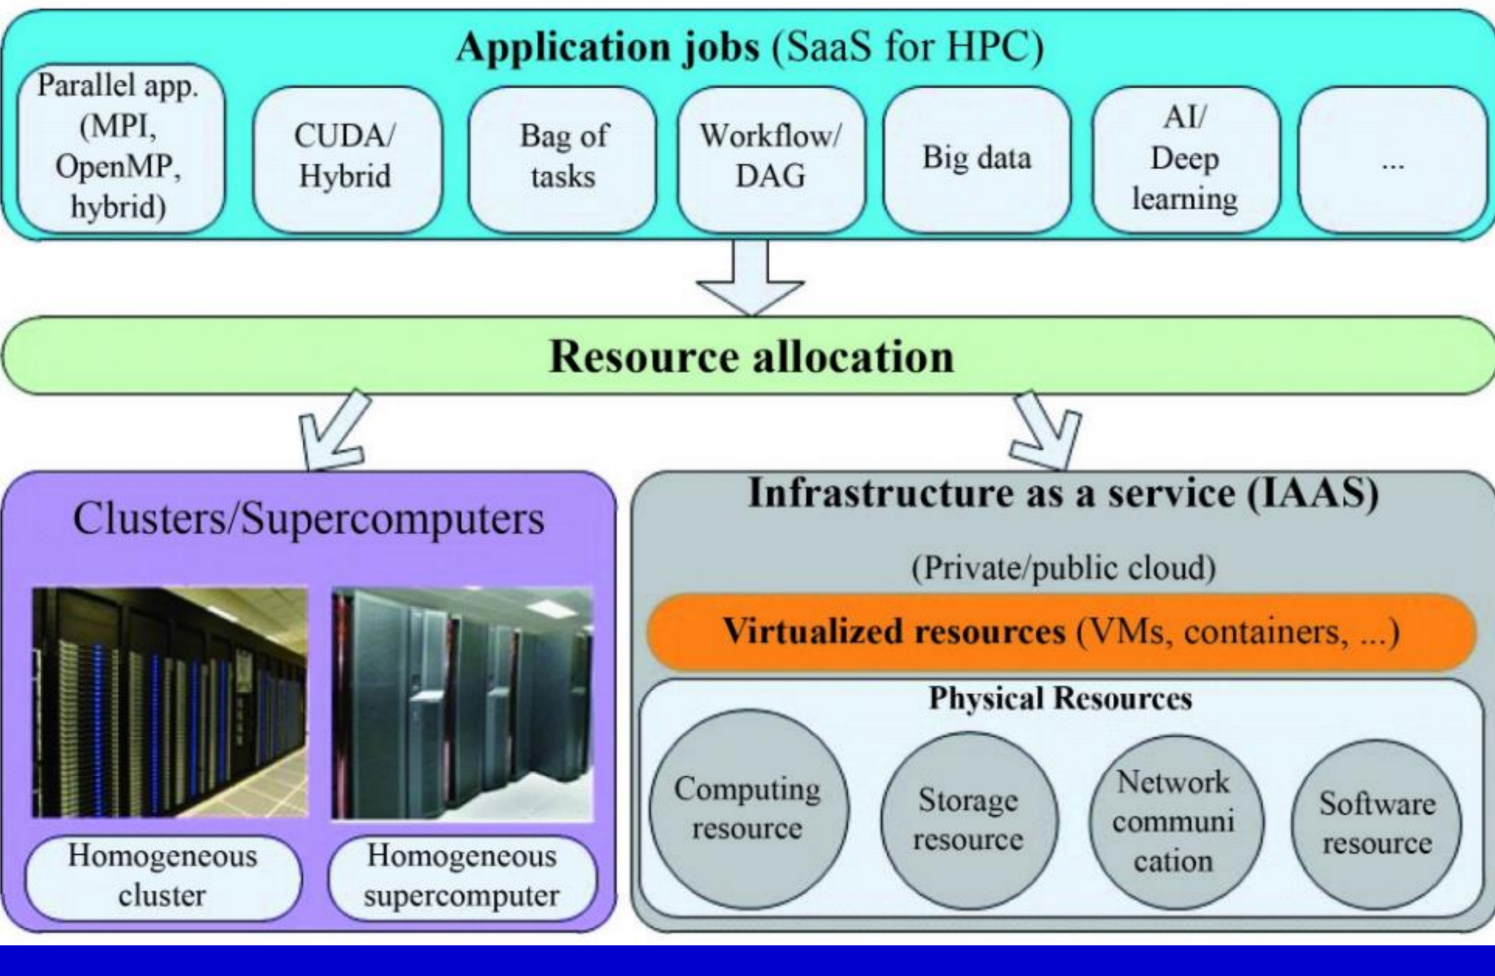 Application jobs (SaaS for HPC)
Parallel app.
(MPI,
OpenMP,
hybrid)
CUDA/
Hybrid
Bag of
tasks
Workflow/
DAG
Big data
AI/
Deep
learning
...
Resource allocation
Clusters/Supercomputers
Homogeneous
cluster
Homogeneous
supercomputer
Infrastructure as a service (IAAS)
(Private/public cloud)
Virtualized resources (VMs, containers, ...)
Physical Resources
Computing
resource
Storage
resource
Network
communi
cation
Software
resource